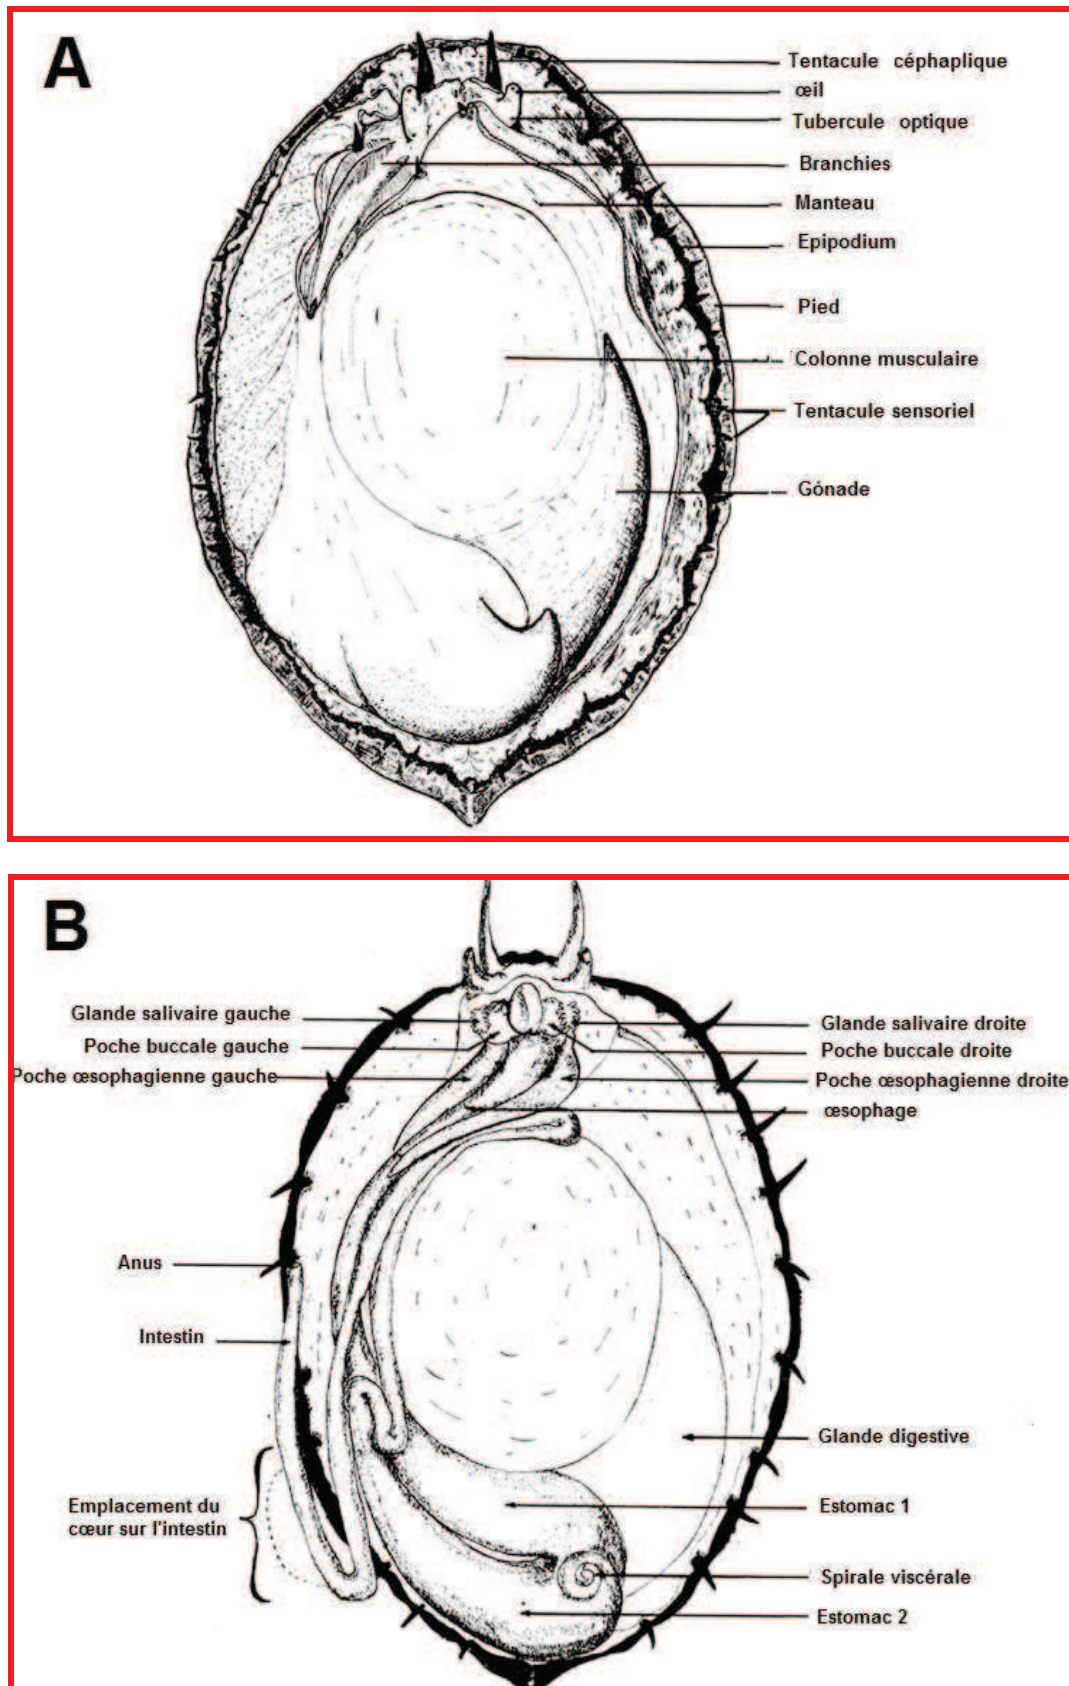 A
Tentacule céphaplique
œil
Tubercule optique
Branchies
Manteau
Epipodium
Pied
Colonne musculaire
Tentacule sensoriel
Gónade
B
Glande salivaire gauche
Poche buccale gauche
Poche œsophagienne gauche
Glande salivaire droite
Poche buccale droite
Poche œsophagienne droite
œsophage
Anus
Intestin
Emplacement du
cœur sur l'intestin
Glande digestive
Estomac 1
Spirale viscérale
Estomac 2